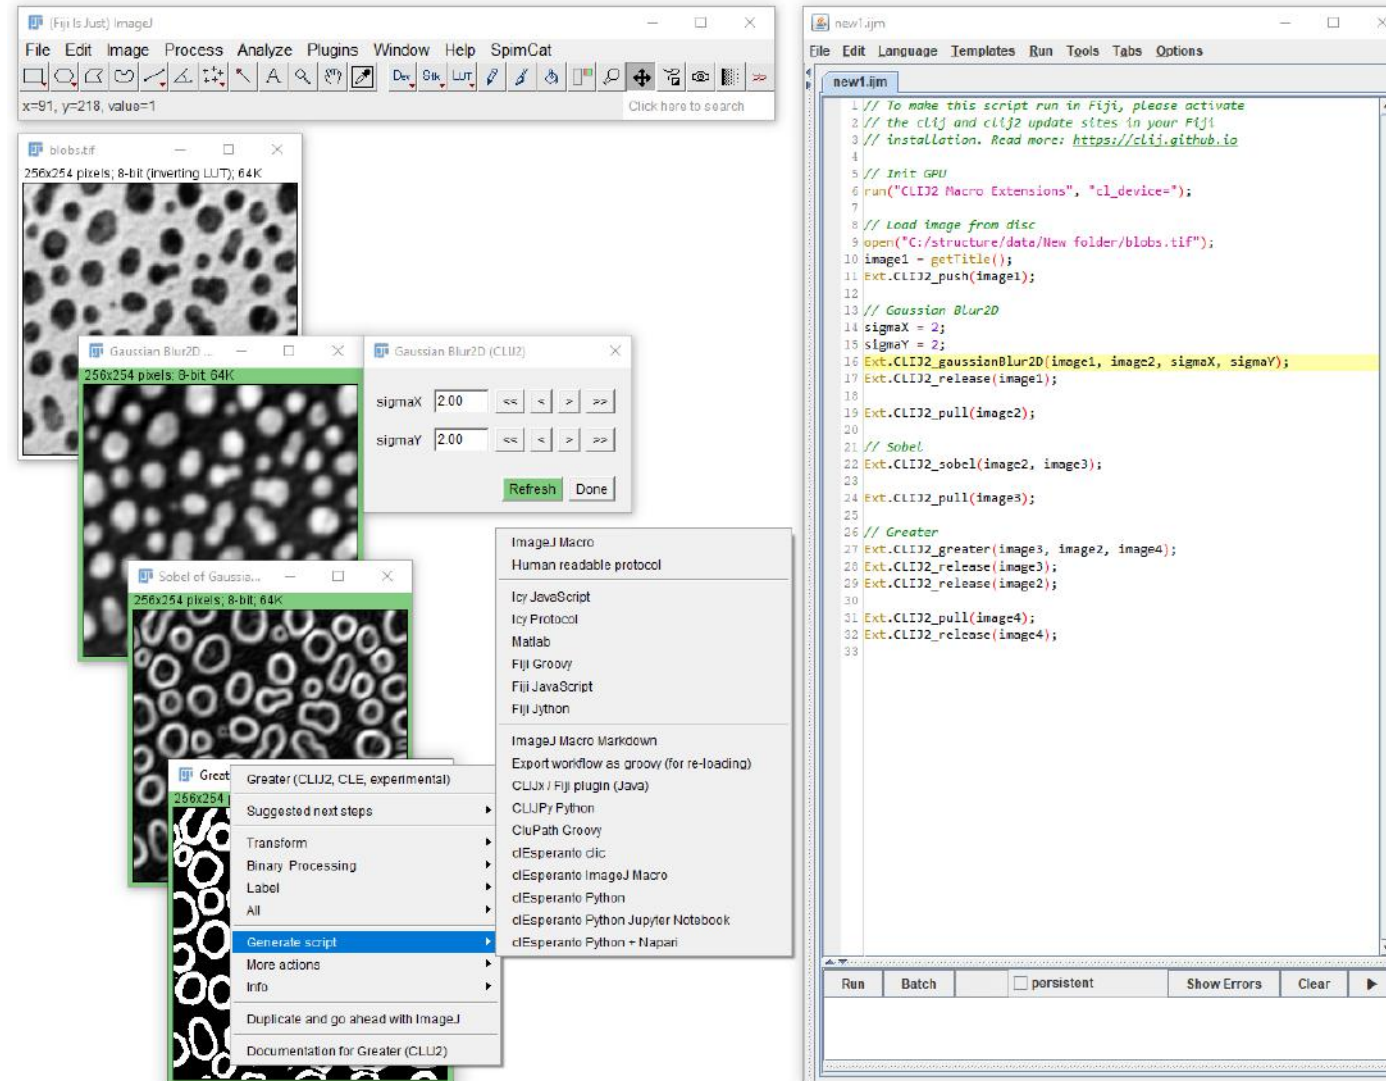 (Fiji Is Just) ImageJ
File Edit Image Process Analyze Plugins Window Help SpimCat
Dev Stk LUT
x=91, y=218, value=1
Click here to search
blobs.tif
256x254 pixels; 8-bit (inverting LUT); 64K
Gaussian Blur2D ...
256x254 pixels; 8-bit; 64K
Gaussian Blur2D (CLIJ2)
sigmaX 2.00 << < > >>
sigmaY 2.00 << < > >>
Refresh Done
Sobel of Gaussia...
256x254 pixels; 8-bit; 64K
Great
256x254
Greater (CLIJ2, CLE, experimental)
Suggested next steps
Transform
Binary Processing
Label
All
Generate script
More actions
Info
Duplicate and go ahead with ImageJ
Documentation for Greater (CLIJ2)
ImageJ Macro
Human readable protocol
Icy JavaScript
Icy Protocol
Matlab
Fiji Groovy
Fiji JavaScript
Fiji Jython
ImageJ Macro Markdown
Export workflow as groovy (for re-loading)
CLIJx / Fiji plugin (Java)
CLIJPy Python
CluPath Groovy
clEsperanto clic
clEsperanto ImageJ Macro
clEsperanto Python
clEsperanto Python Jupyter Notebook
clEsperanto Python + Napari
new1.ijm
File Edit Language Templates Run Tools Tabs Options
new1.ijm
1 // To make this script run in Fiji, please activate
2 // the clij and clij2 update sites in your Fiji
3 // installation. Read more: https://clij.github.io
4
5 // Init GPU
6 run("CLIJ2 Macro Extensions", "cl_device=");
7
8 // Load image from disc
9 open("C:/structure/data/New folder/blobs.tif");
10 image1 = getTitle();
11 Ext.CLIJ2_push(image1);
12
13 // Gaussian Blur2D
14 sigmaX = 2;
15 sigmaY = 2;
16 Ext.CLIJ2_gaussianBlur2D(image1, image2, sigmaX, sigmaY);
17 Ext.CLIJ2_release(image1);
18
19 Ext.CLIJ2_pull(image2);
20
21 // Sobel
22 Ext.CLIJ2_sobel(image2, image3);
23
24 Ext.CLIJ2_pull(image3);
25
26 // Greater
27 Ext.CLIJ2_greater(image3, image2, image4);
28 Ext.CLIJ2_release(image3);
29 Ext.CLIJ2_release(image2);
30
31 Ext.CLIJ2_pull(image4);
32 Ext.CLIJ2_release(image4);
33
Run Batch persistent Show Errors Clear